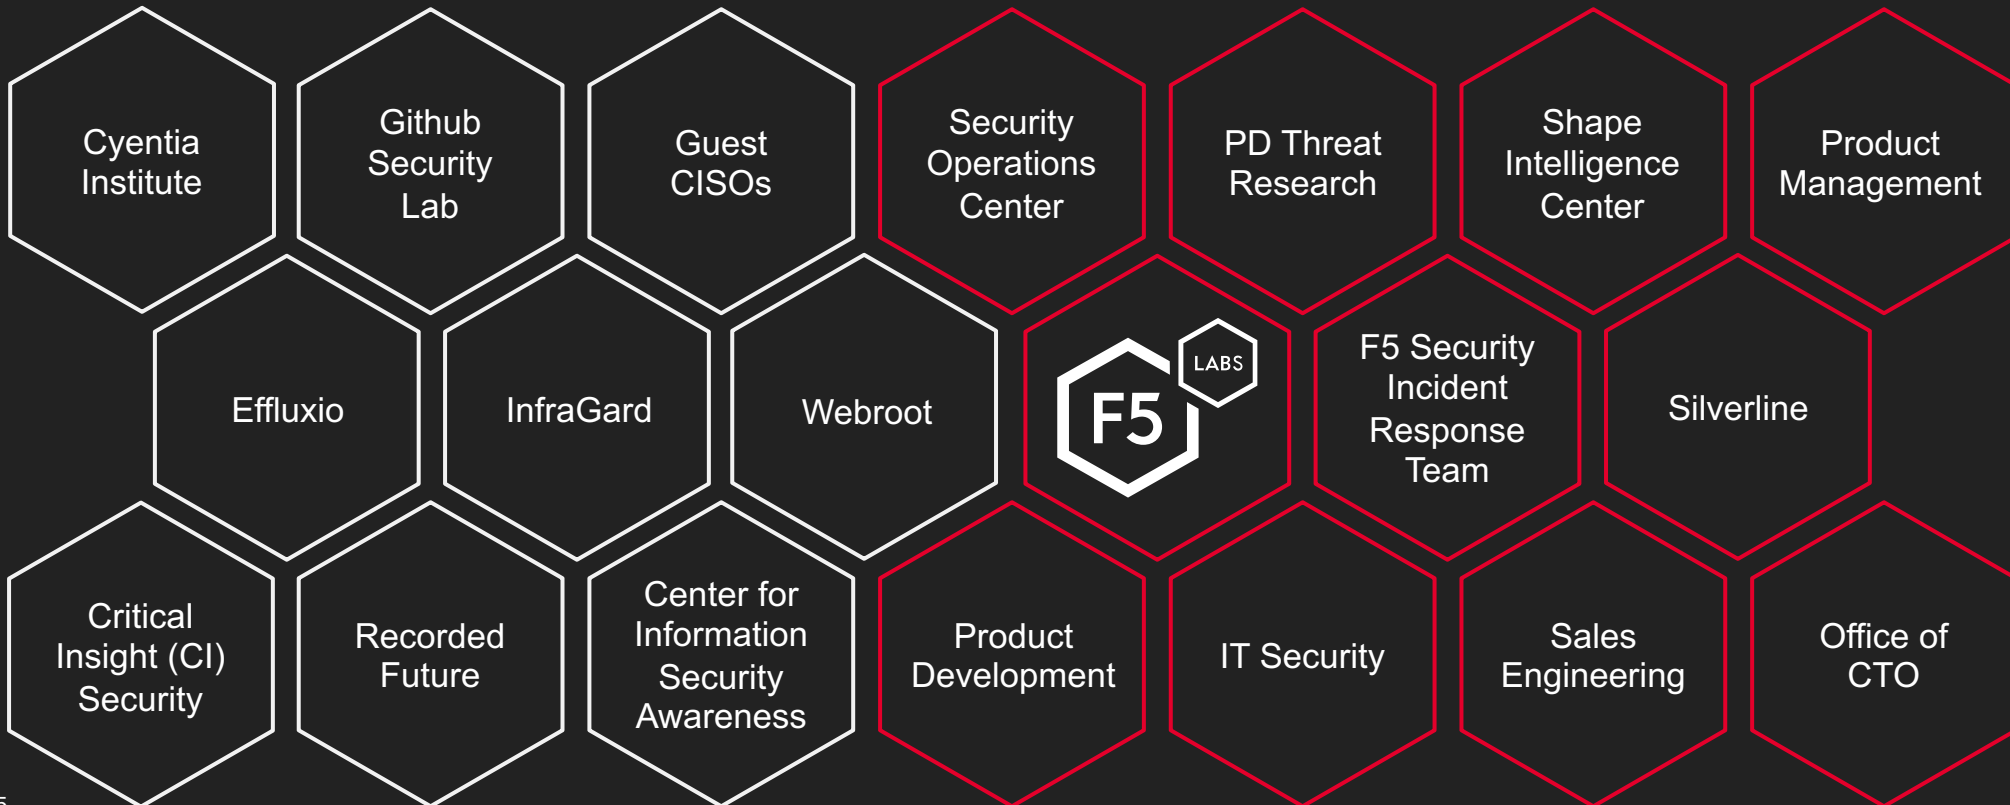 Cyentia
Institute
Github
Security
Lab
Guest
CISOs
Security
Operations
Center
PD Threat
Research
Shape
Intelligence
Center
Product
Management
Effluxio
InfraGard
Webroot
F5
LABS
F5 Security
Incident
Response
Team
Silverline
Critical
Insight (CI)
Security
Recorded
Future
Center for
Information
Security
Awareness
Product
Development
IT Security
Sales
Engineering
Office of
CTO